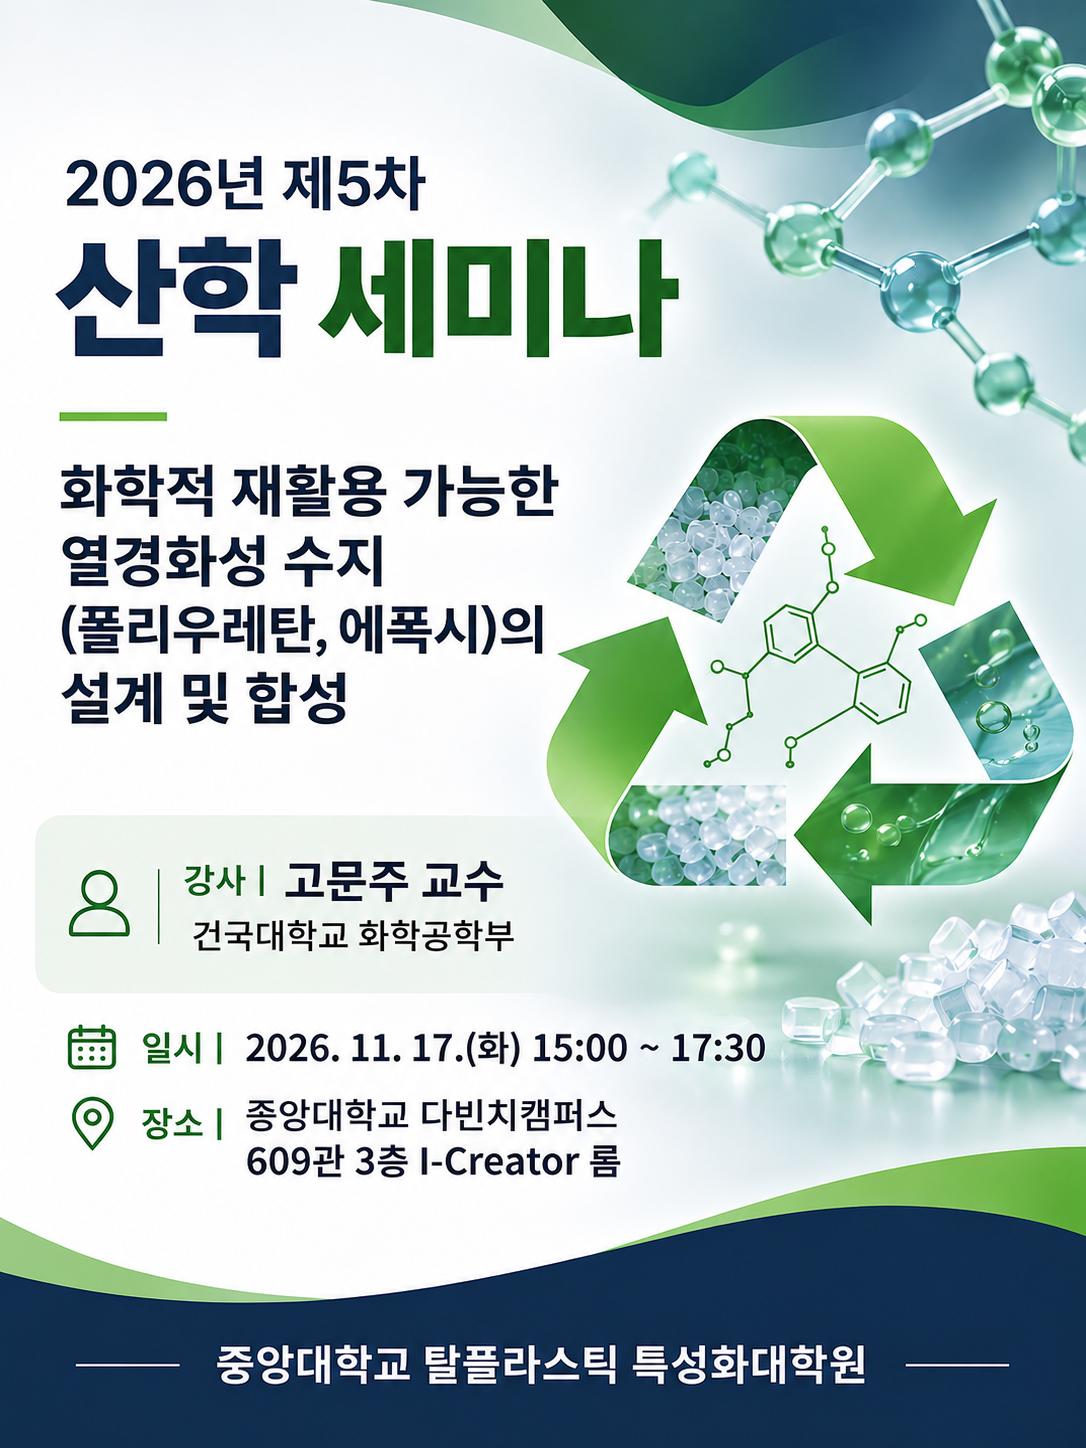 2026년 제5차
산학 세미나
화학적 재활용 가능한
열경화성 수지
(폴리우레탄, 에폭시)의
설계 및 합성
강사 | 고문주 교수
건국대학교 화학공학부
일시 | 2026. 11. 17.(화) 15:00 ~ 17:30
장소 | 종앙대학교 다빈치캠퍼스
609관 3층 I-Creator 롬
중앙대학교 탈플라스틱 특성화대학원